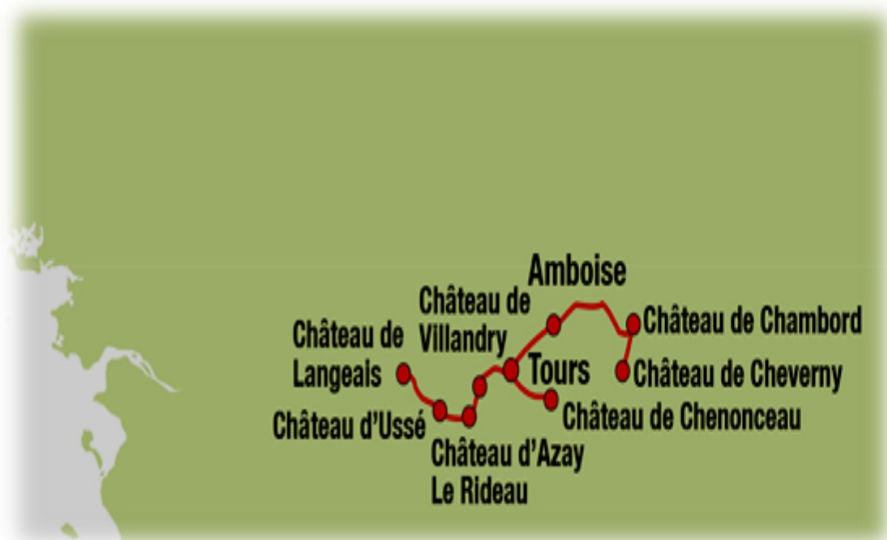 Amboise
Château de
Villandry
Château de
Langeais
Château de Chambord
Tours
Château de Cheverny
Château d'Ussé
Château de Chenonceau
Château d'Azay
Le Rideau